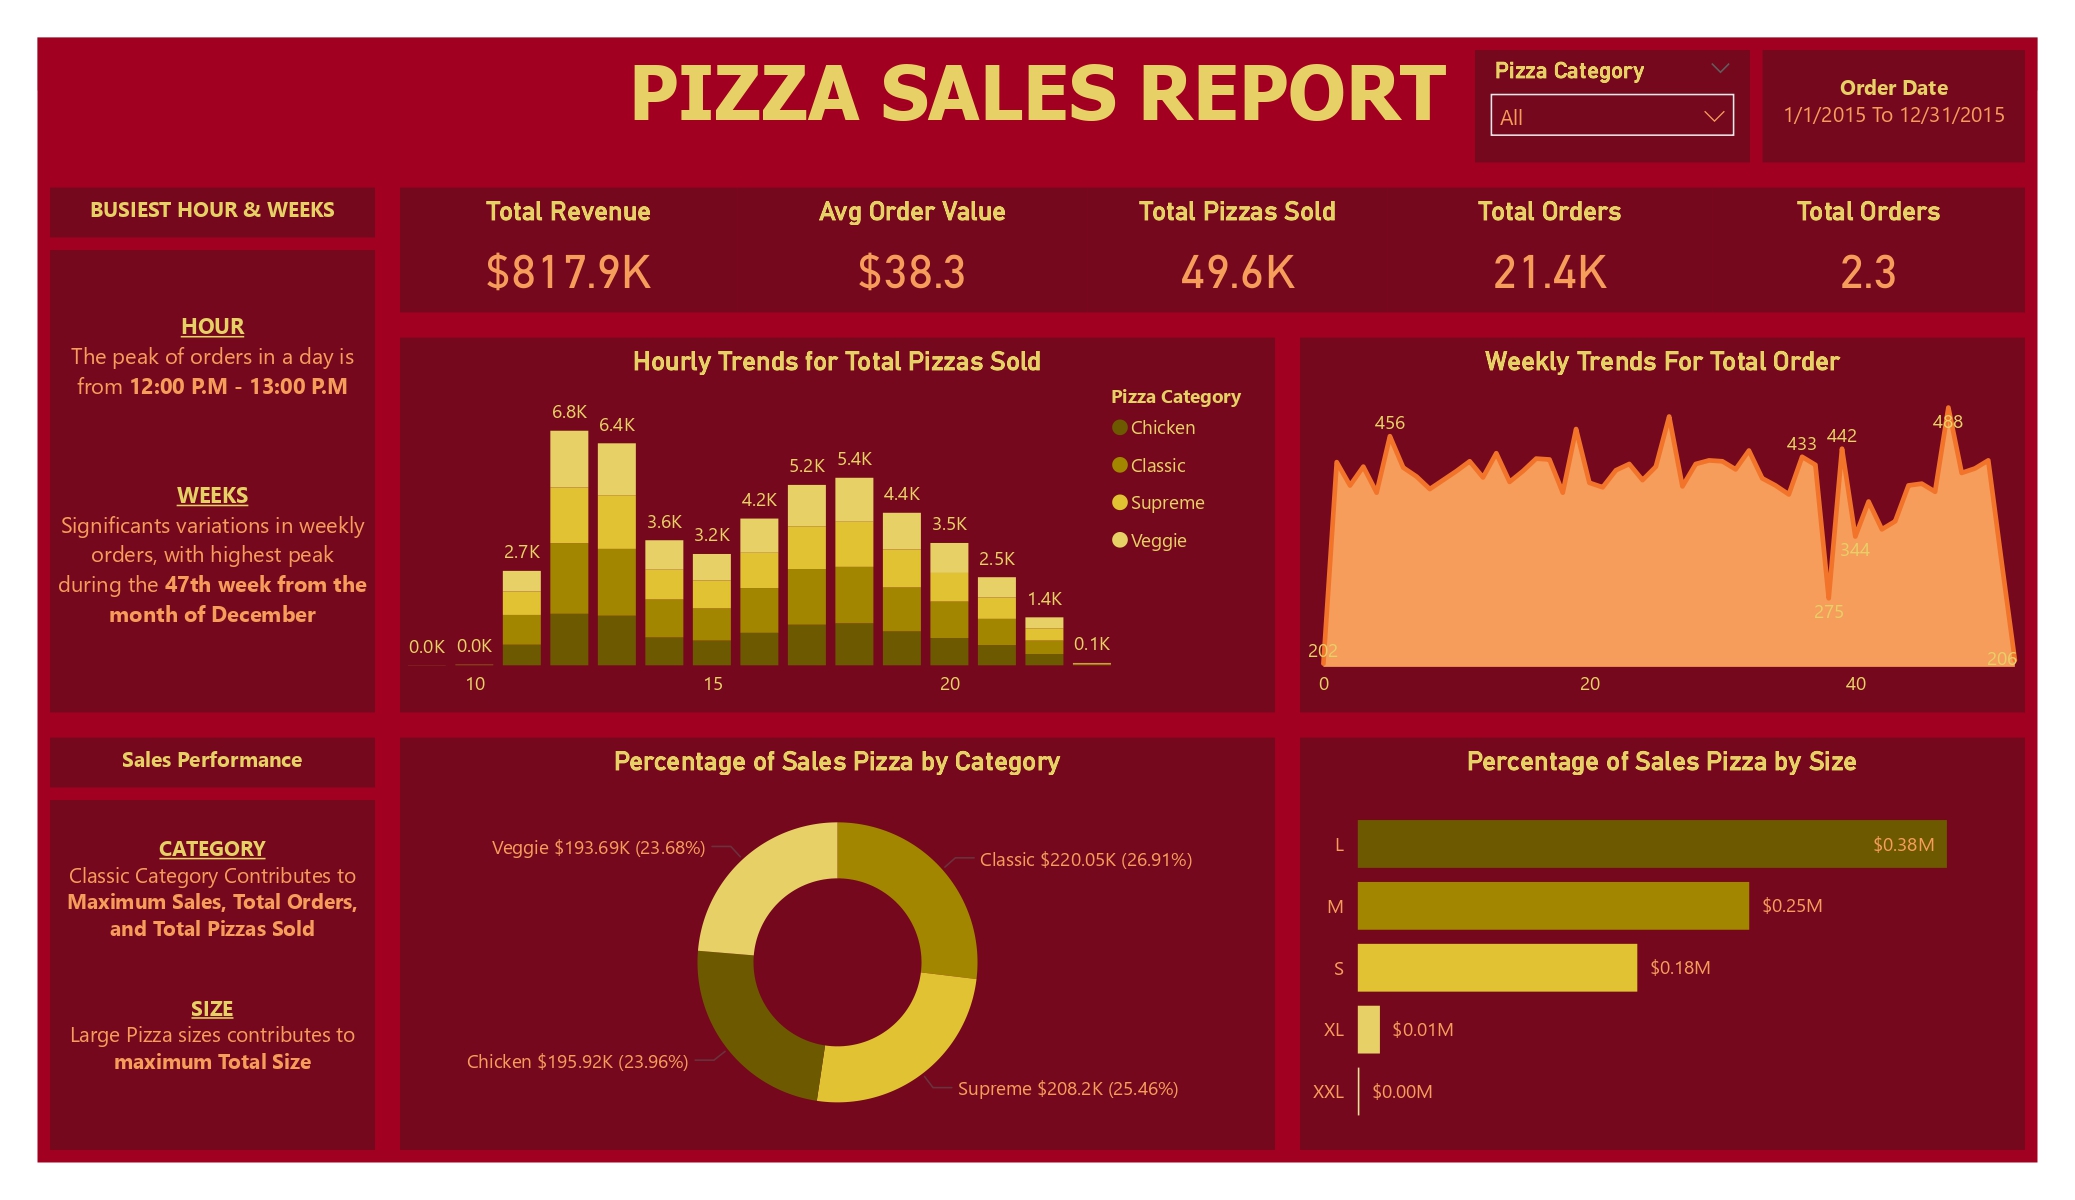 PIZZA SALES REPORT
Pizza Category
All
Order Date
1/1/2015 To 12/31/2015
BUSIEST HOUR & WEEKS
HOUR
The peak of orders in a day is
from 12:00 P.M - 13:00 P.M
WEEKS
Significants variations in weekly
orders, with highest peak
during the 47th week from the
month of December
Total Revenue
$817.9K
Avg Order Value
$38.3
Total Pizzas Sold
49.6K
Total Orders
21.4K
Total Orders
2.3
Hourly Trends for Total Pizzas Sold
Pizza Category
Chicken
Classic
Supreme
Veggie
0.0K
0.0K
2.7K
6.8K
6.4K
3.6K
3.2K
4.2K
5.2K
5.4K
4.4K
3.5K
2.5K
1.4K
0.1K
10
15
20
Weekly Trends For Total Order
202
456
433
275
442
344
488
206
0
20
40
Sales Performance
CATEGORY
Classic Category Contributes to
Maximum Sales, Total Orders,
and Total Pizzas Sold
SIZE
Large Pizza sizes contributes to
maximum Total Size
Percentage of Sales Pizza by Category
Veggie $193.69K (23.68%)
Classic $220.05K (26.91%)
Chicken $195.92K (23.96%)
Supreme $208.2K (25.46%)
Percentage of Sales Pizza by Size
L $0.38M
M $0.25M
S $0.18M
XL $0.01M
XXL $0.00M